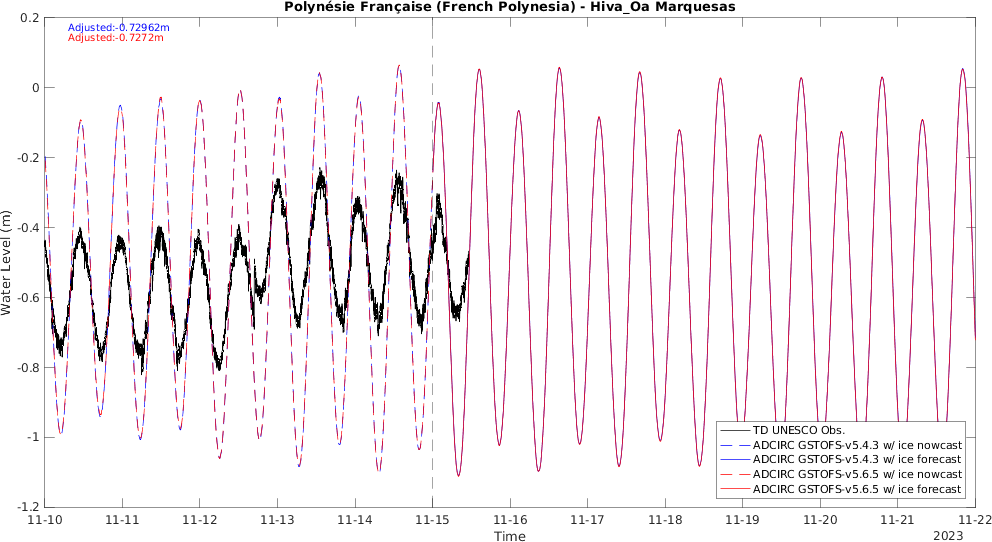 Polynésie Française (French Polynesia) - Hiva_Oa Marquesas
Adjusted:-0.72962m
Adjusted:-0.7272m
0.2
0
-0.2
-0.4
-0.6
-0.8
-1
-1.2
Water Level (m)
TD UNESCO Obs.
ADCIRC GSTOFS-v5.4.3 w/ ice nowcast
ADCIRC GSTOFS-v5.4.3 w/ ice forecast
ADCIRC GSTOFS-v5.6.5 w/ ice nowcast
ADCIRC GSTOFS-v5.6.5 w/ ice forecast
11-10 11-11 11-12 11-13 11-14 11-15 11-16 11-17 11-18 11-19 11-20 11-21 11-22
Time
2023